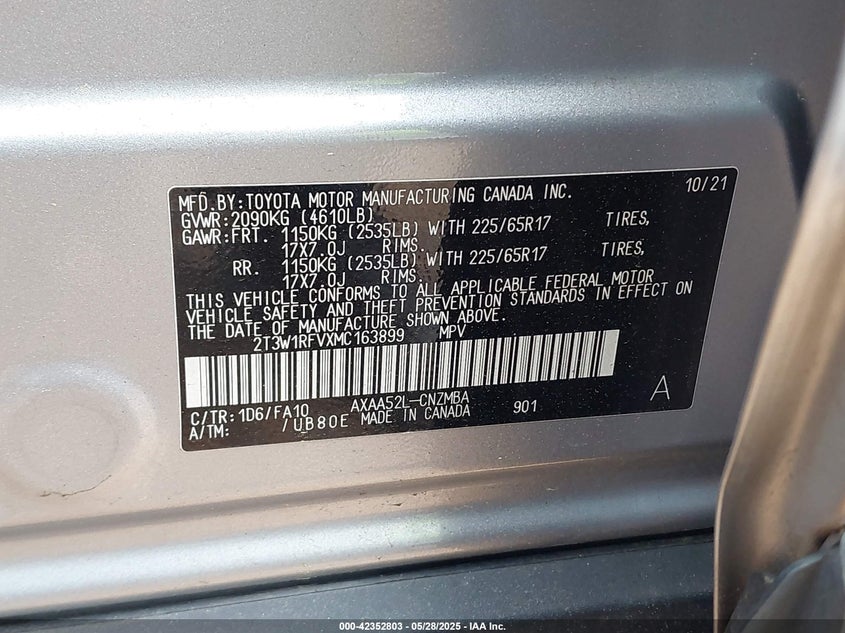 MFD.BY:TOYOTA MOTOR MANUFACTURING CANADA INC. 10/21
GVWR:2090KG (4610LB)
GAWR:FRT. 1150KG (2535LB) WITH 225/65R17 TIRES,
17X7.0J RIMS.
RR. 1150KG (2535LB) WITH 225/65R17 TIRES,
17X7.0J RIMS.
THIS VEHICLE CONFORMS TO ALL APPLICABLE FEDERAL MOTOR
VEHICLE SAFETY AND THEFT PREVENTION STANDARDS IN EFFECT ON
THE DATE OF MANUFACTURE SHOWN ABOVE.
2T3W1RFVXMC163899 MPV
C/TR:1D6/FA10 AXAA52L-CNZMBA A
A/TM: /UB80E MADE IN CANADA 901
000-42352803 / 05/28/2025 - IAA Inc.